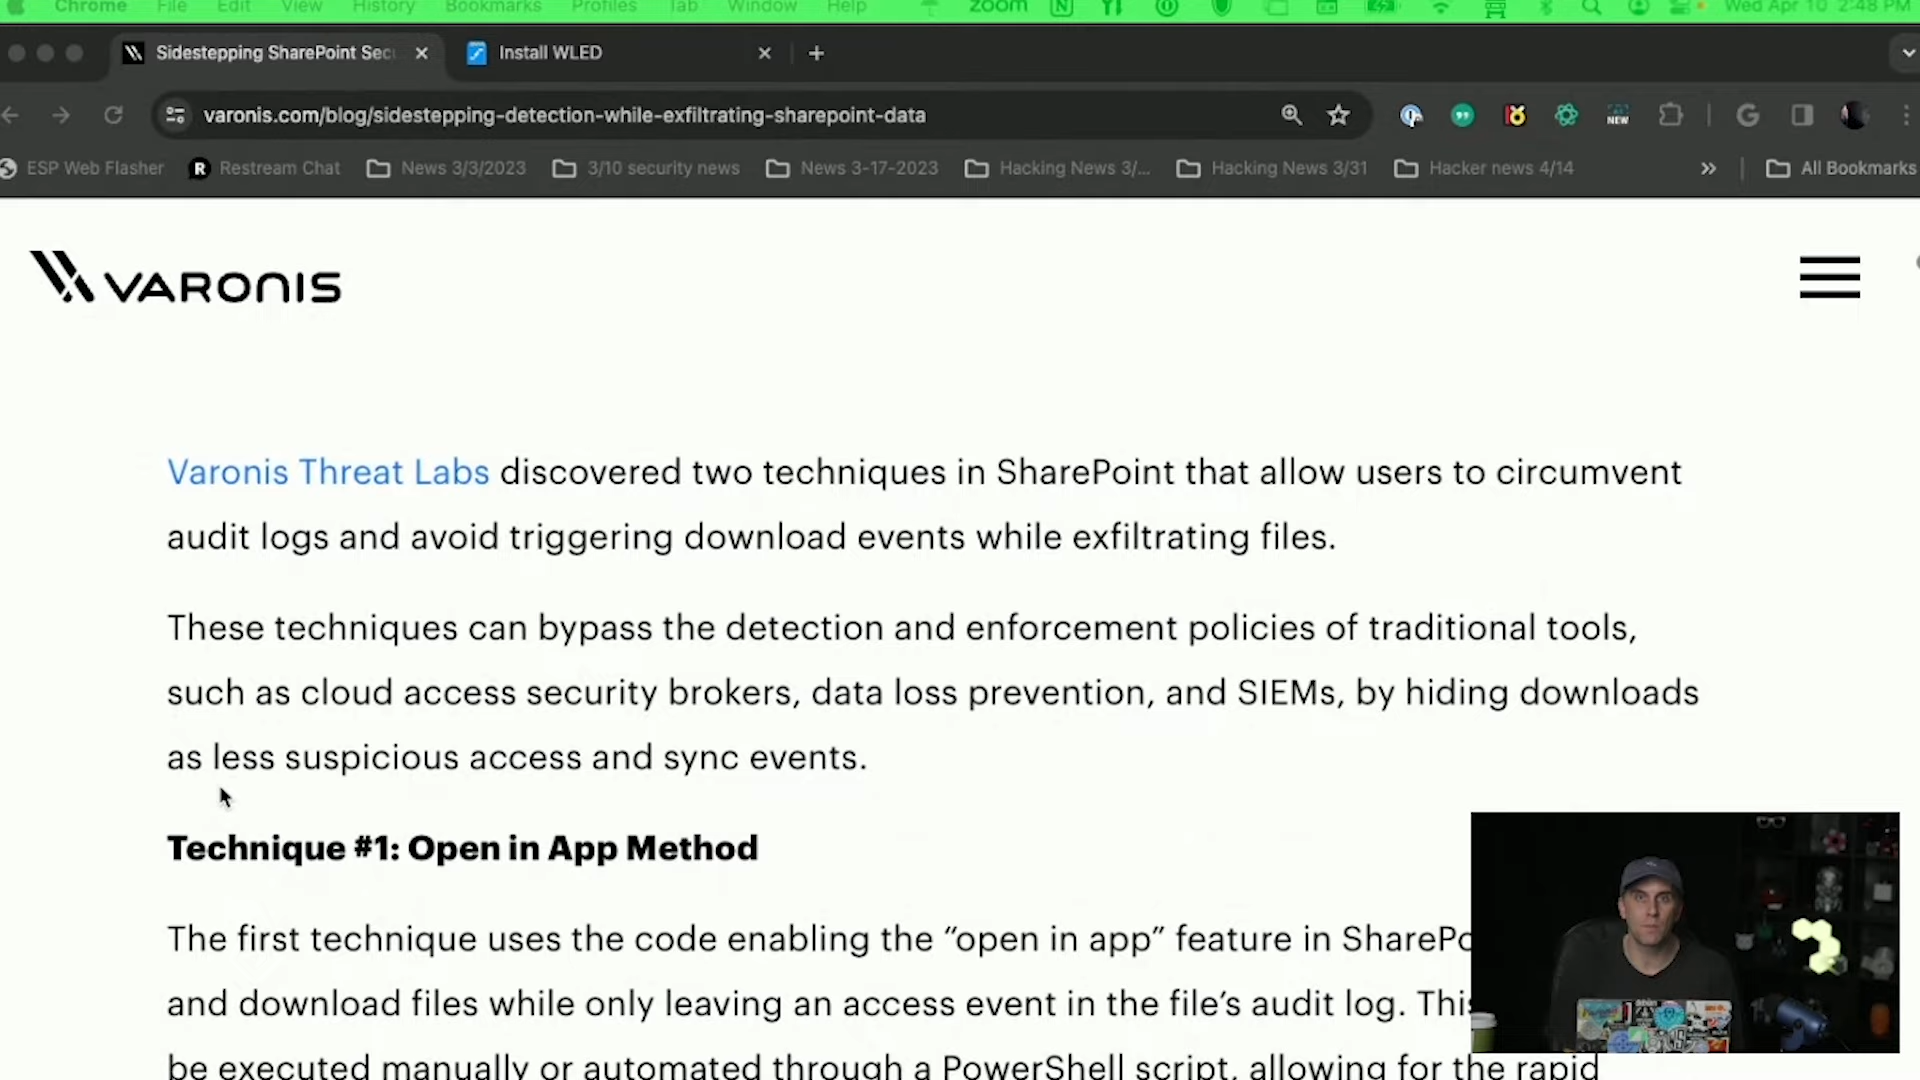 Chrome File Edit View History Bookmarks Profiles Tab Window Help zoom Wed Apr 10 2:48 PM
Sidestepping SharePoint Sec Install WLED
varonis.com/blog/sidestepping-detection-while-exfiltrating-sharepoint-data
ESP Web Flasher Restream Chat News 3/3/2023 3/10 security news News 3-17-2023 Hacking News 3/... Hacking News 3/31 Hacker news 4/14 » All Bookmarks
VARONIS
Varonis Threat Labs discovered two techniques in SharePoint that allow users to circumvent
audit logs and avoid triggering download events while exfiltrating files.
These techniques can bypass the detection and enforcement policies of traditional tools,
such as cloud access security brokers, data loss prevention, and SIEMs, by hiding downloads
as less suspicious access and sync events.
Technique #1: Open in App Method
The first technique uses the code enabling the “open in app” feature in SharePo
and download files while only leaving an access event in the file’s audit log. This
be executed manually or automated through a PowerShell script, allowing for the rapid